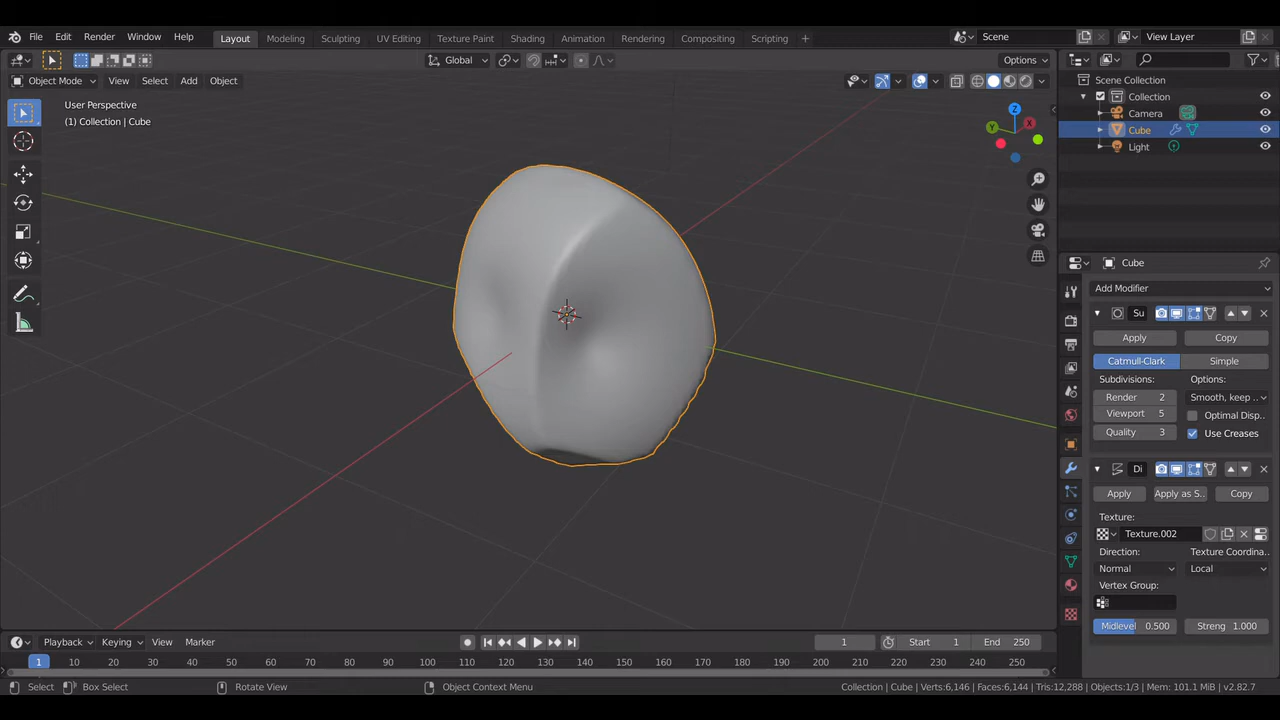 File Edit Render Window Help Layout Modeling Sculpting UV Editing Texture Paint Shading Animation Rendering Compositing Scripting + Scene View Layer
Global Options
Object Mode View Select Add Object
User Perspective
(1) Collection | Cube
Z
X
Y
Scene Collection
Collection
Camera
Cube
Light
Cube
Add Modifier
Su
Apply Copy
Catmull-Clark Simple
Subdivisions: Options:
Render 2 Smooth, keep ..
Viewport 5 Optimal Disp..
Quality 3 Use Creases
Di
Apply Apply as S.. Copy
Texture:
Texture.002
Direction: Texture Coordina..
Normal Local
Vertex Group:
Midlevel 0.500 Streng 1.000
Playback Keying View Marker 1 Start 1 End 250
1 10 20 30 40 50 60 70 80 90 100 110 120 130 140 150 160 170 180 190 200 210 220 230 240 250
Select Box Select Rotate View Object Context Menu Collection | Cube | Verts:6,146 | Faces:6,144 | Tris:12,288 | Objects:1/3 | Mem: 101.1 MiB | v2.82.7